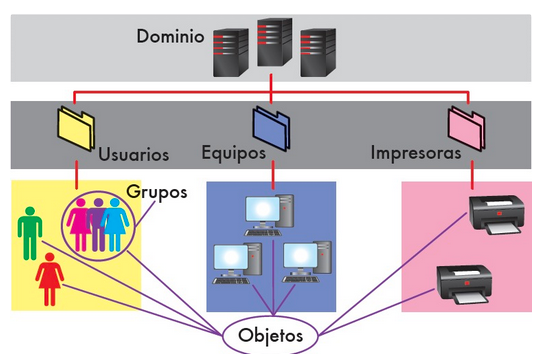 Dominio
Usuarios
Equipos
Impresoras
Grupos
Objetos